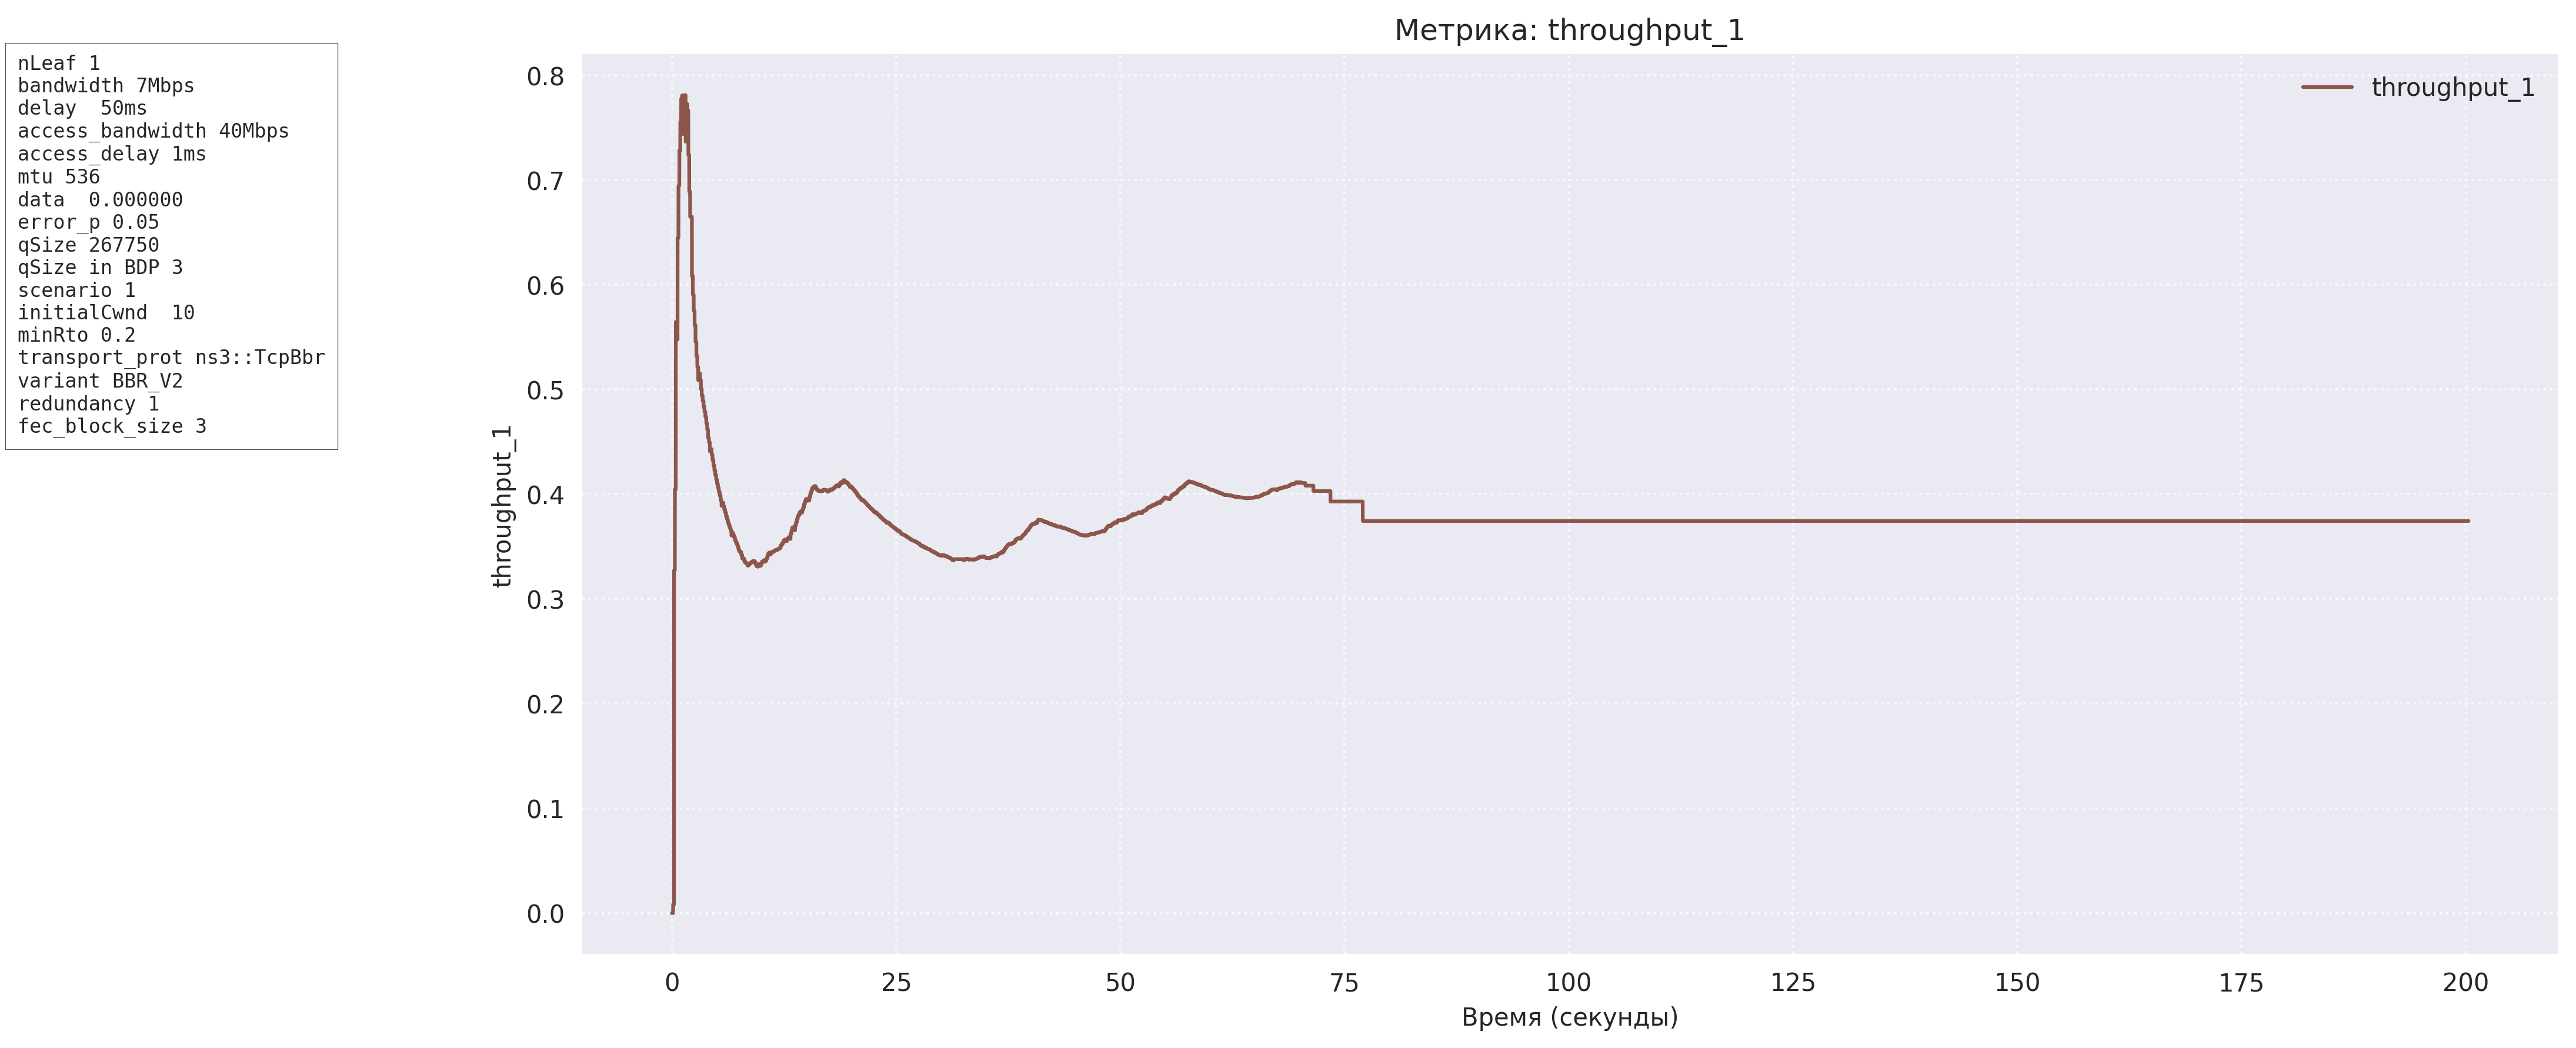 Метрика: throughput_1
nLeaf 1
bandwidth 7Mbps
delay  50ms
access_bandwidth 40Mbps
access_delay 1ms
mtu 536
data  0.000000
error_p 0.05
qSize 267750
qSize in BDP 3
scenario 1
initialCwnd  10
minRto 0.2
transport_prot ns3::TcpBbr
variant BBR_V2
redundancy 1
fec_block_size 3
throughput_1
throughput_1
0.8
0.7
0.6
0.5
0.4
0.3
0.2
0.1
0.0
0 25 50 75 100 125 150 175 200
Время (секунды)